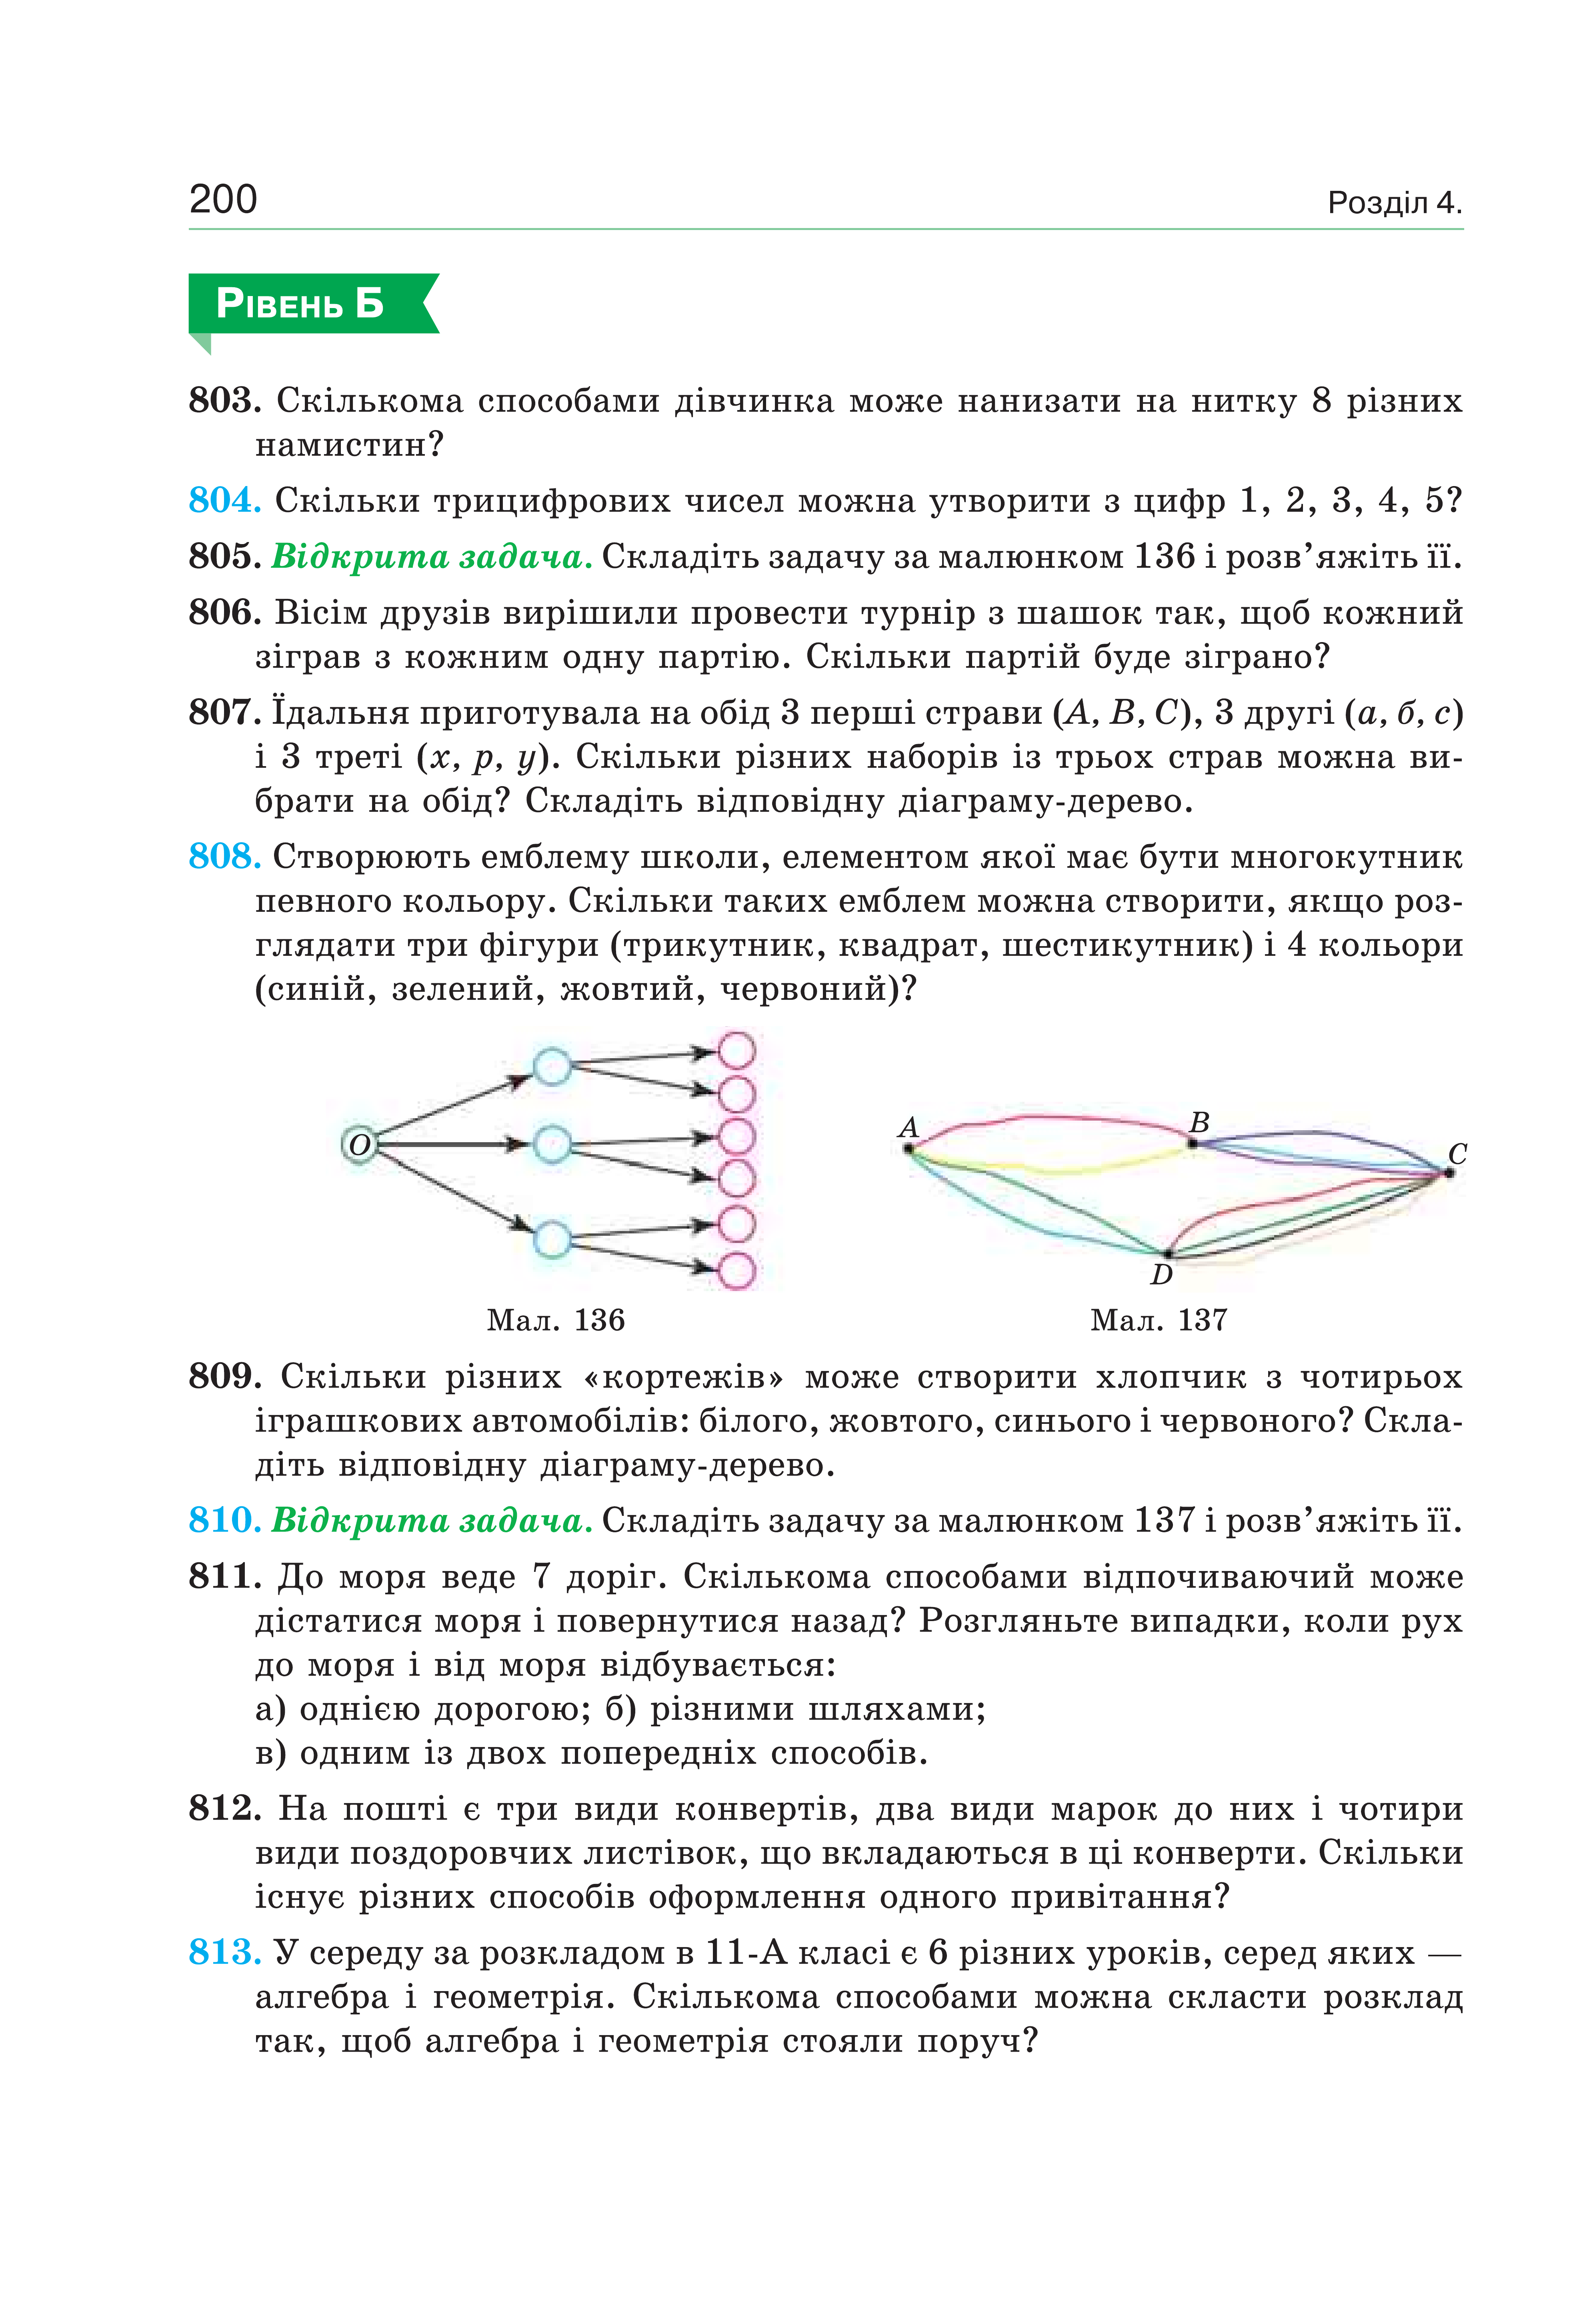 200
Розділ 4.
РІВЕНЬ Б
803. Скількома способами дівчинка може нанизати на нитку 8 різних
намистин?
804. Скільки трицифрових чисел можна утворити з цифр 1, 2, 3, 4, 5?
805. Відкрита задача. Складіть задачу за малюнком 136 і розв’яжіть її.
806. Вісім друзів вирішили провести турнір з шашок так, щоб кожний
зіграв з кожним одну партію. Скільки партій буде зіграно?
807. Їдальня приготувала на обід 3 перші страви (A, B, C), 3 другі (а, б, с)
і 3 треті (x, p, y). Скільки різних наборів із трьох страв можна ви-
брати на обід? Складіть відповідну діаграму-дерево.
808. Створюють емблему школи, елементом якої має бути многокутник
певного кольору. Скільки таких емблем можна створити, якщо роз-
глядати три фігури (трикутник, квадрат, шестикутник) і 4 кольори
(синій, зелений, жовтий, червоний)?
O
A
B
C
D
Мал. 136
Мал. 137
809. Скільки різних «кортежів» може створити хлопчик з чотирьох
іграшкових автомобілів: білого, жовтого, синього і червоного? Скла-
діть відповідну діаграму-дерево.
810. Відкрита задача. Складіть задачу за малюнком 137 і розв’яжіть її.
811. До моря веде 7 доріг. Скількома способами відпочиваючий може
дістатися моря і повернутися назад? Розгляньте випадки, коли рух
до моря і від моря відбувається:
а) однією дорогою; б) різними шляхами;
в) одним із двох попередніх способів.
812. На пошті є три види конвертів, два види марок до них і чотири
види поздоровчих листівок, що вкладаються в ці конверти. Скільки
існує різних способів оформлення одного привітання?
813. У середу за розкладом в 11-А класі є 6 різних уроків, серед яких —
алгебра і геометрія. Скількома способами можна скласти розклад
так, щоб алгебра і геометрія стояли поруч?